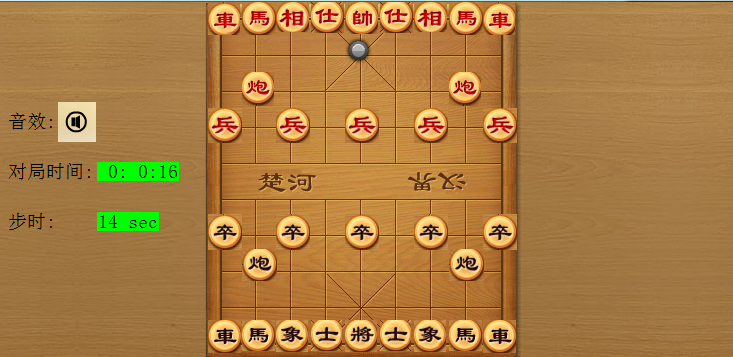 車馬相仕帥仕相馬車
炮炮
音效:
兵兵兵兵兵
对局时间: 0: 0:16
楚河 汉界
步时: 14 sec
卒卒卒卒卒
炮炮
車馬象士將士象馬車